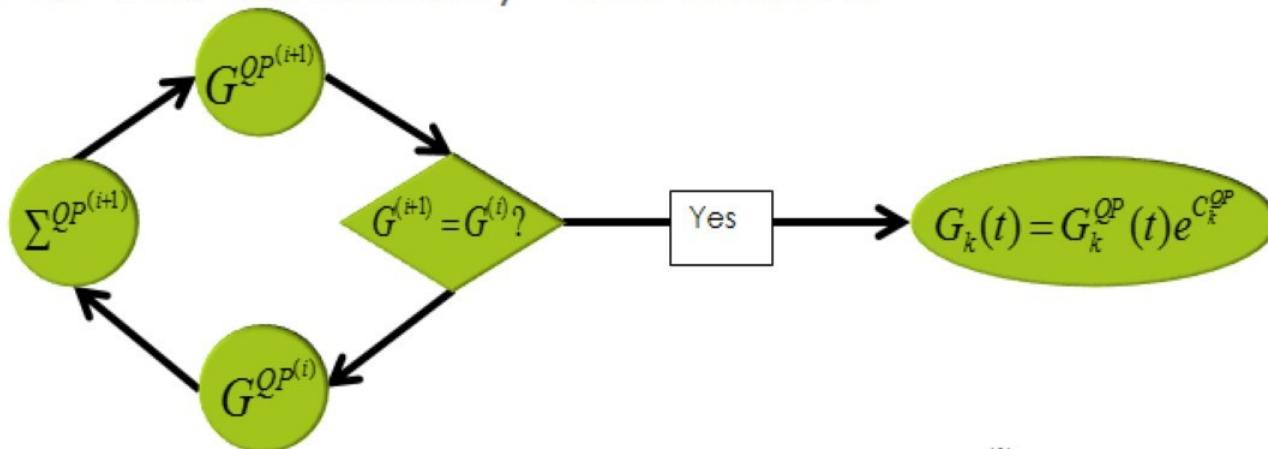 G^{QP^{(i+1)}}
∑^{QP^{(i+1)}}
G^{(i+1)} = G^{(i)} ?
Yes
G_k(t) = G_k^{QP}(t)e^{C_k^{QP}}
G^{QP^{(i)}}